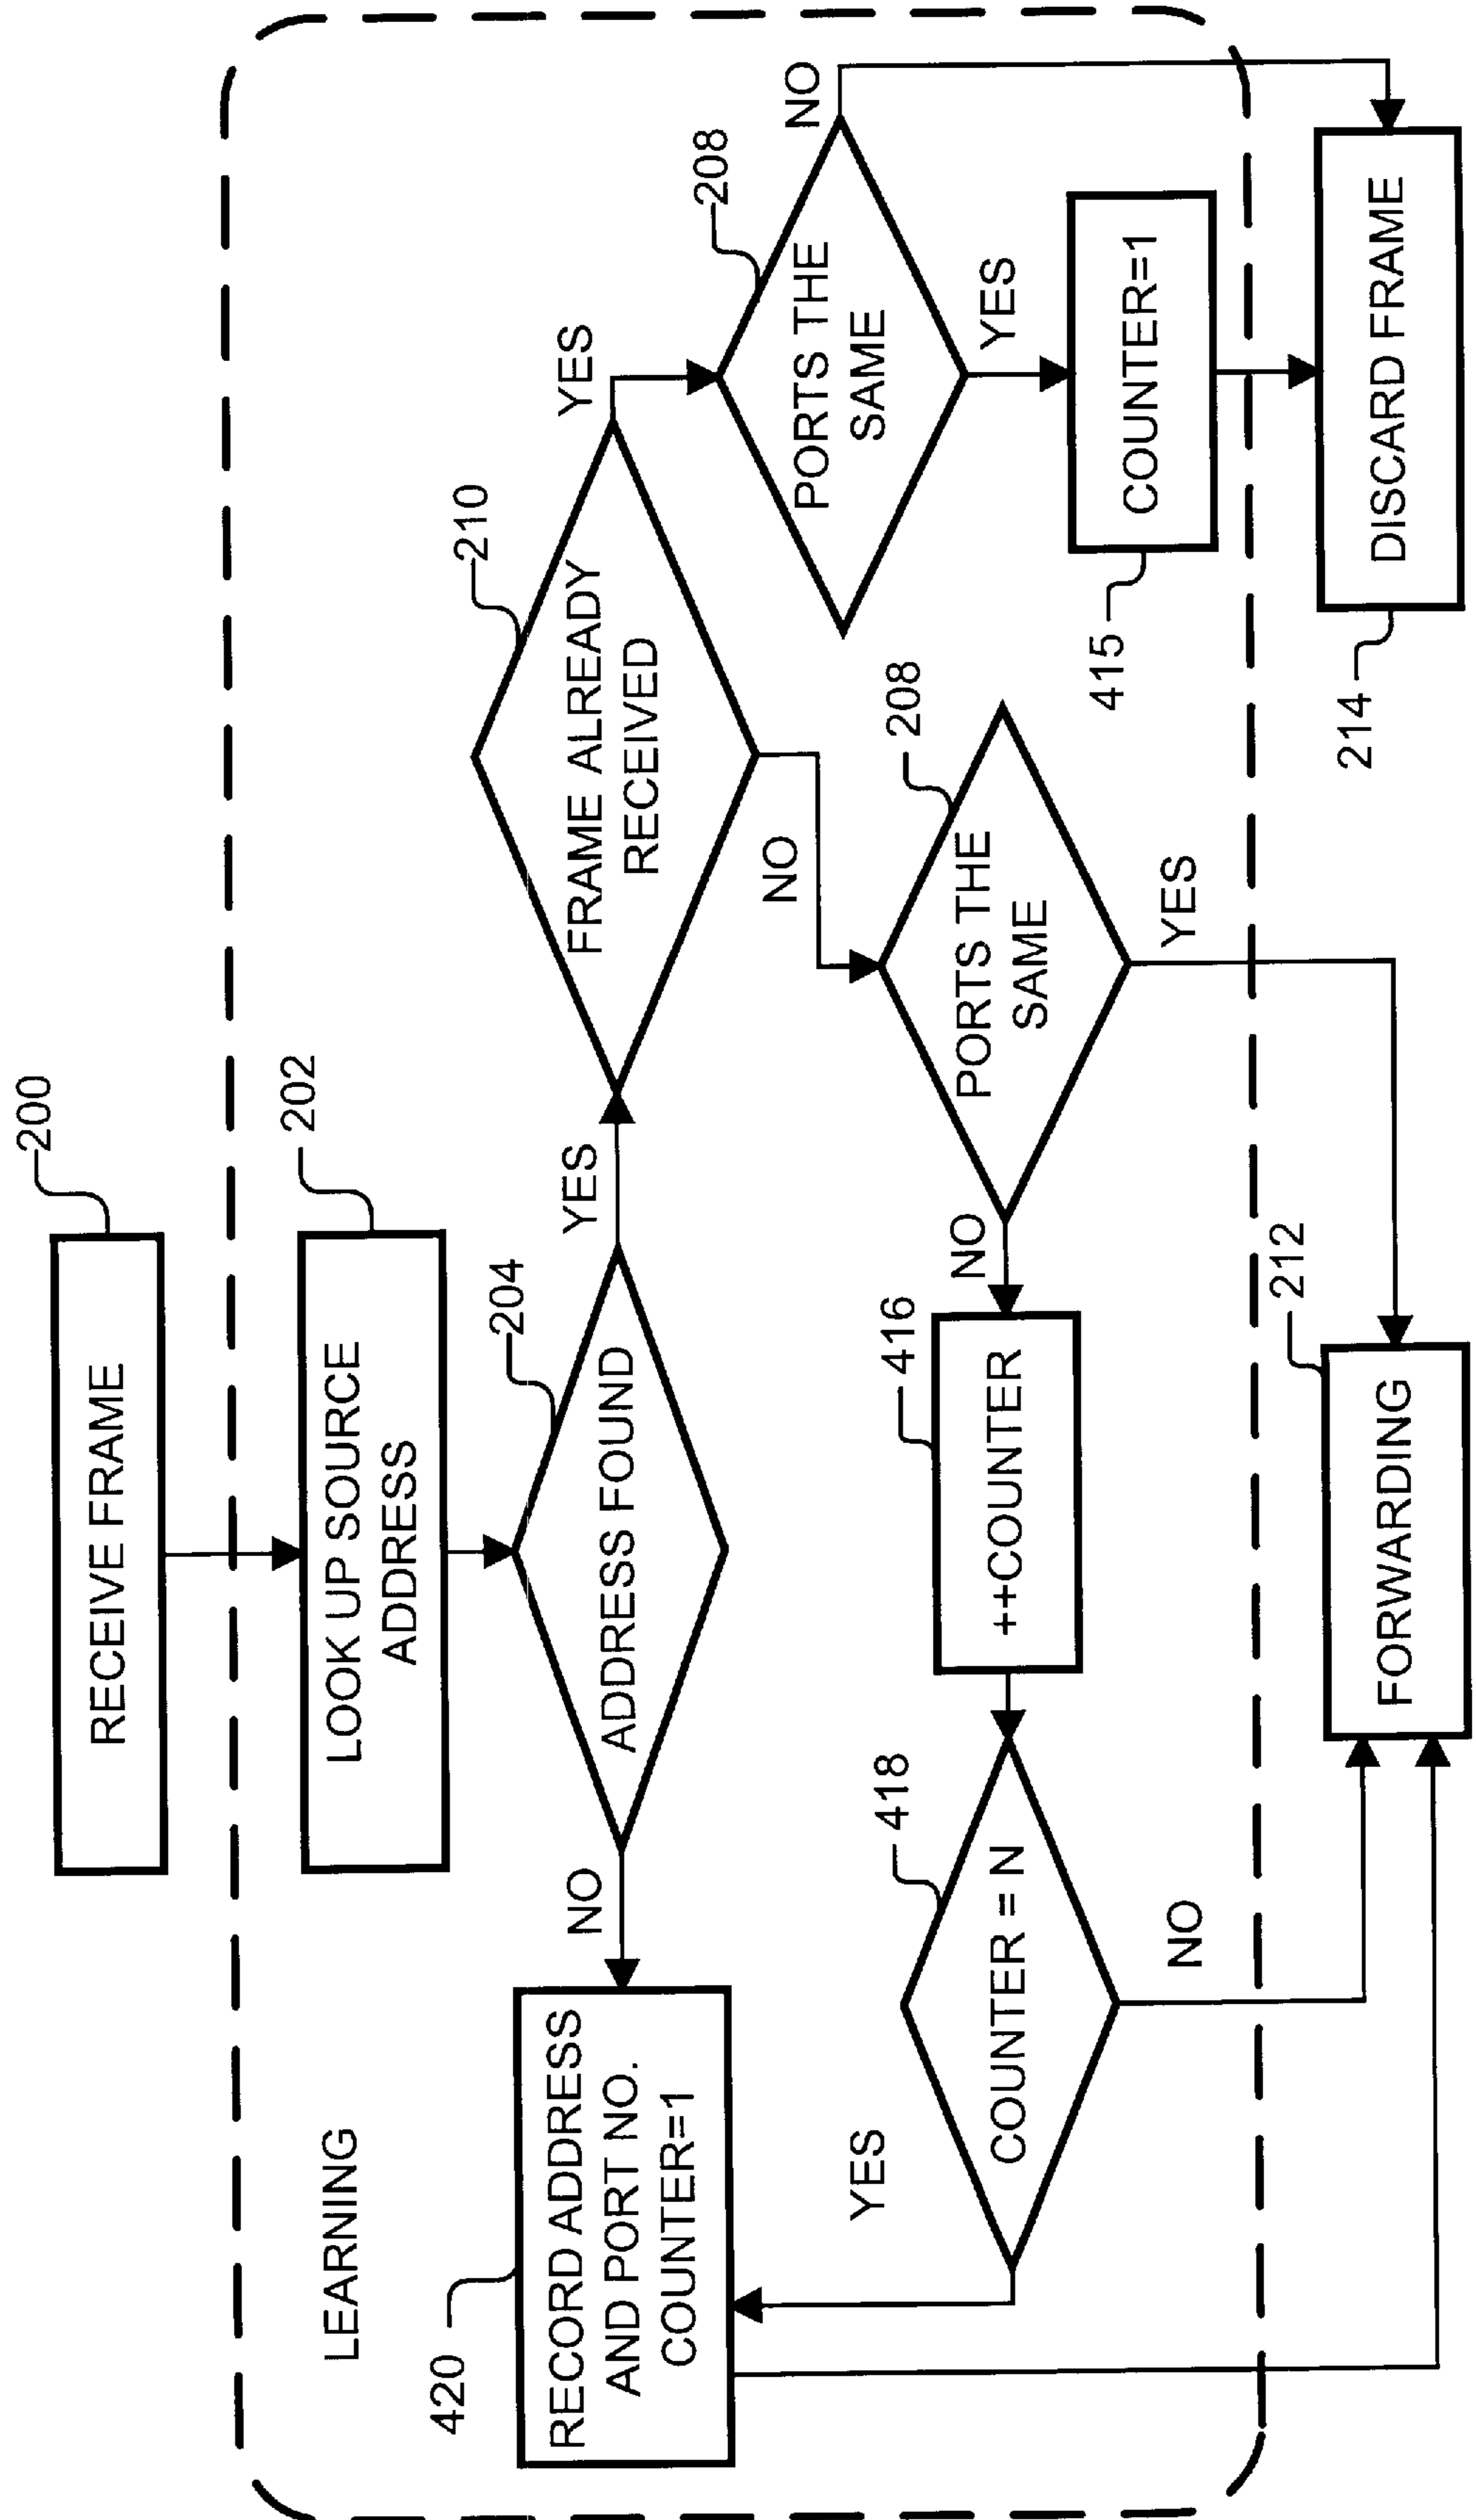 200
RECEIVE FRAME
LEARNING
202
LOOK UP SOURCE
ADDRESS
204
ADDRESS FOUND
NO
YES
420
RECORD ADDRESS
AND PORT NO.
COUNTER=1
210
FRAME ALREADY
RECEIVED
YES
NO
208
PORTS THE
SAME
NO
YES
208
PORTS THE
SAME
NO
YES
416
++COUNTER
418
COUNTER = N
YES
NO
415
COUNTER=1
212
FORWARDING
214
DISCARD FRAME